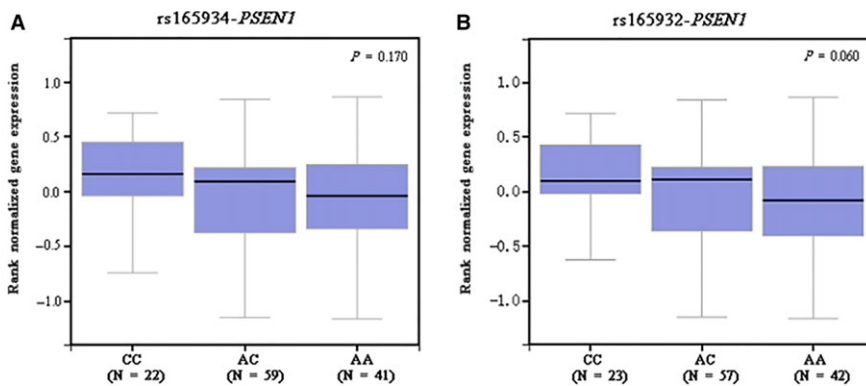 A
rs165934-PSEN1
P = 0.170
Rank normalized gene expression
1.0
0.5
0.0
−0.5
−1.0
CC AC AA
(N = 22) (N = 59) (N = 41)
B
rs165932-PSEN1
P = 0.060
Rank normalized gene expression
1.0
0.5
0.0
−0.5
−1.0
CC AC AA
(N = 23) (N = 57) (N = 42)